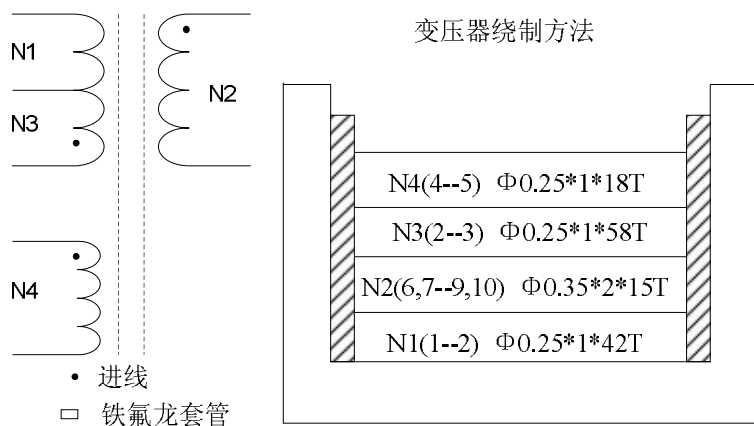 变压器绕制方法
N1
N3
N2
N4
• 进线
▭ 铁氟龙套管
N4(4--5) Φ0.25*1*18T
N3(2--3) Φ0.25*1*58T
N2(6,7--9,10) Φ0.35*2*15T
N1(1--2) Φ0.25*1*42T